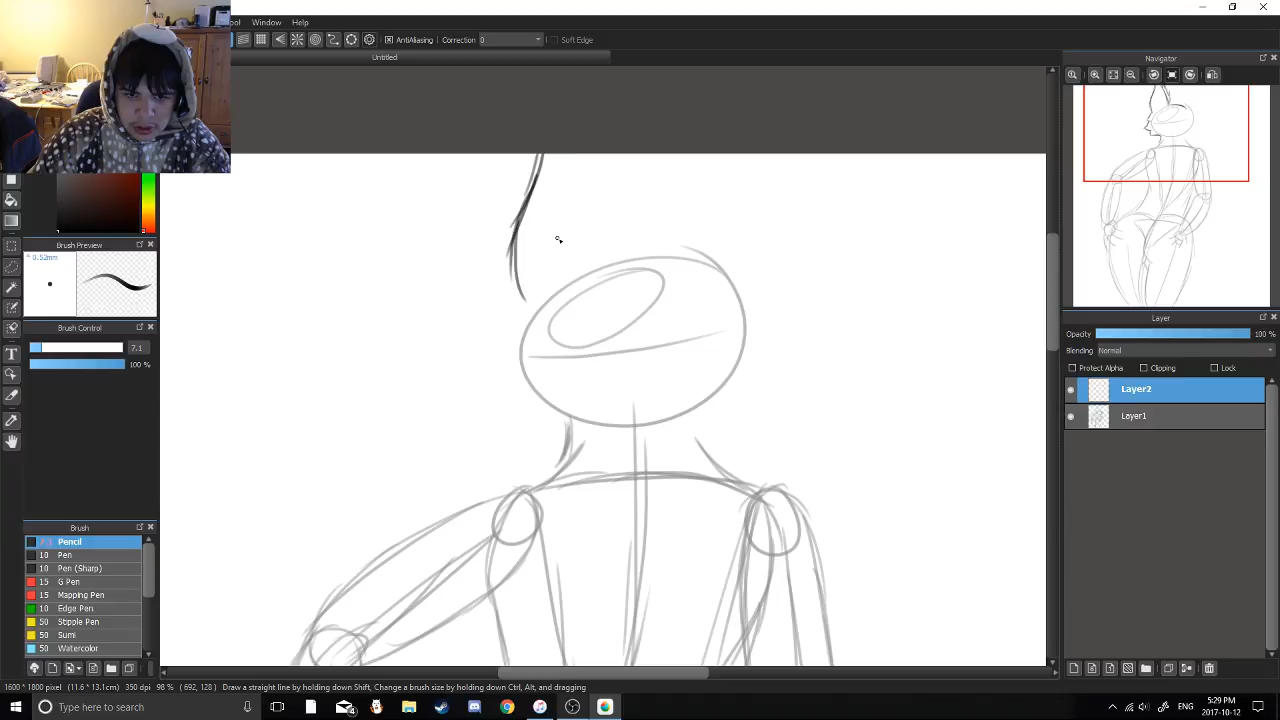 ol Window Help
AntiAliasing Correction 0 Soft Edge
Untitled
Navigator
Brush Preview
* 0.52mm
Brush Control
7.1
100 %
Brush
7.1 Pencil
10 Pen
10 Pen (Sharp)
15 G Pen
15 Mapping Pen
10 Edge Pen
50 Stipple Pen
50 Sumi
50 Watercolor
Layer
Opacity 100 %
Blending Normal
Protect Alpha Clipping Lock
Layer2
Layer1
1600 * 1800 pixel (11.6 * 13.1cm) 350 dpi 98 % ( 692, 128 ) Draw a straight line by holding down Shift, Change a brush size by holding down Ctrl, Alt, and dragging
Type here to search
5:29 PM
2017-10-12